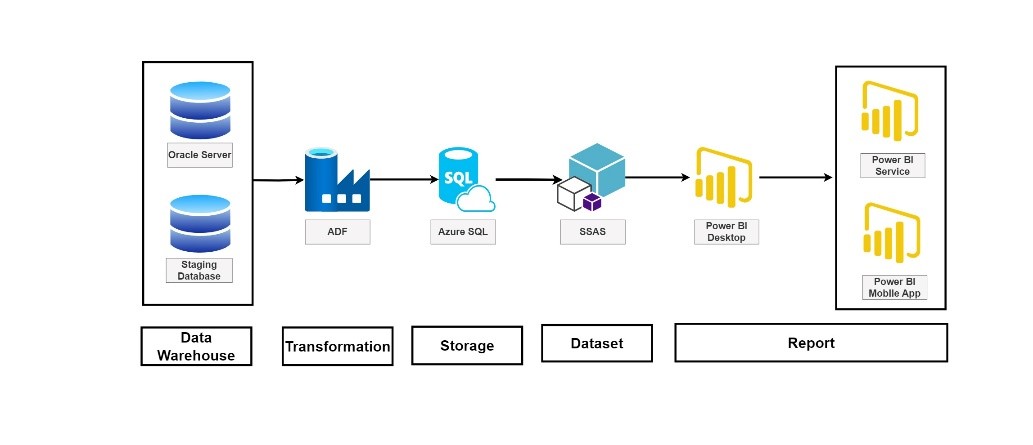 Oracle Server
Staging
Database
ADF
SQL
Azure SQL
SSAS
Power BI
Desktop
Power BI
Service
Power BI
Mobile App
Data
Warehouse
Transformation
Storage
Dataset
Report